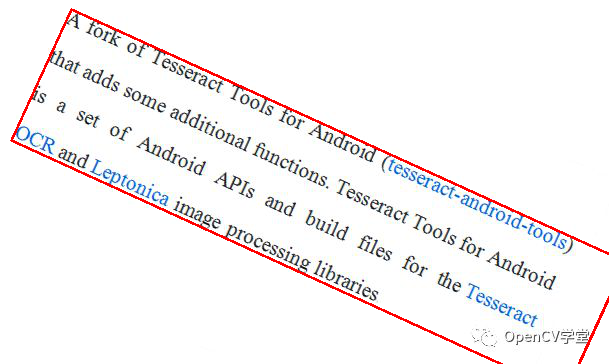 A fork of Tesseract Tools for Android (tesseract-android-tools)
that adds some additional functions. Tesseract Tools for Android
is a set of Android APIs and build files for the Tesseract
OCR and Leptonica image processing libraries
OpenCV学堂